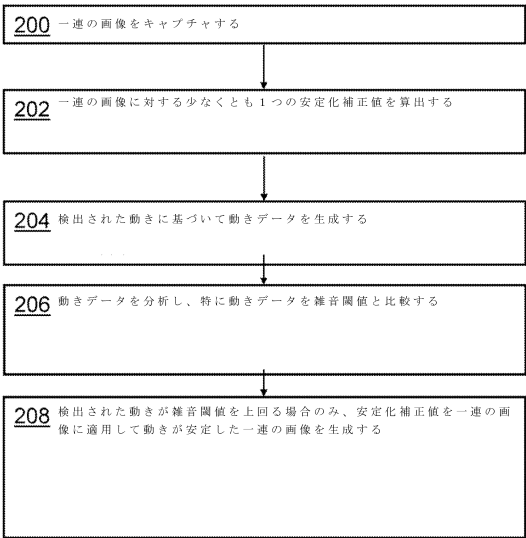 200 一連の画像をキャプチャする
202 一連の画像に対する少なくとも1つの安定化補正値を算出する
204 検出された動きに基づいて動きデータを生成する
206 動きデータを分析し、特に動きデータを雑音閾値と比較する
208 検出された動きが雑音閾値を上回る場合のみ、安定化補正値を一連の画
像に適用して動きが安定した一連の画像を生成する